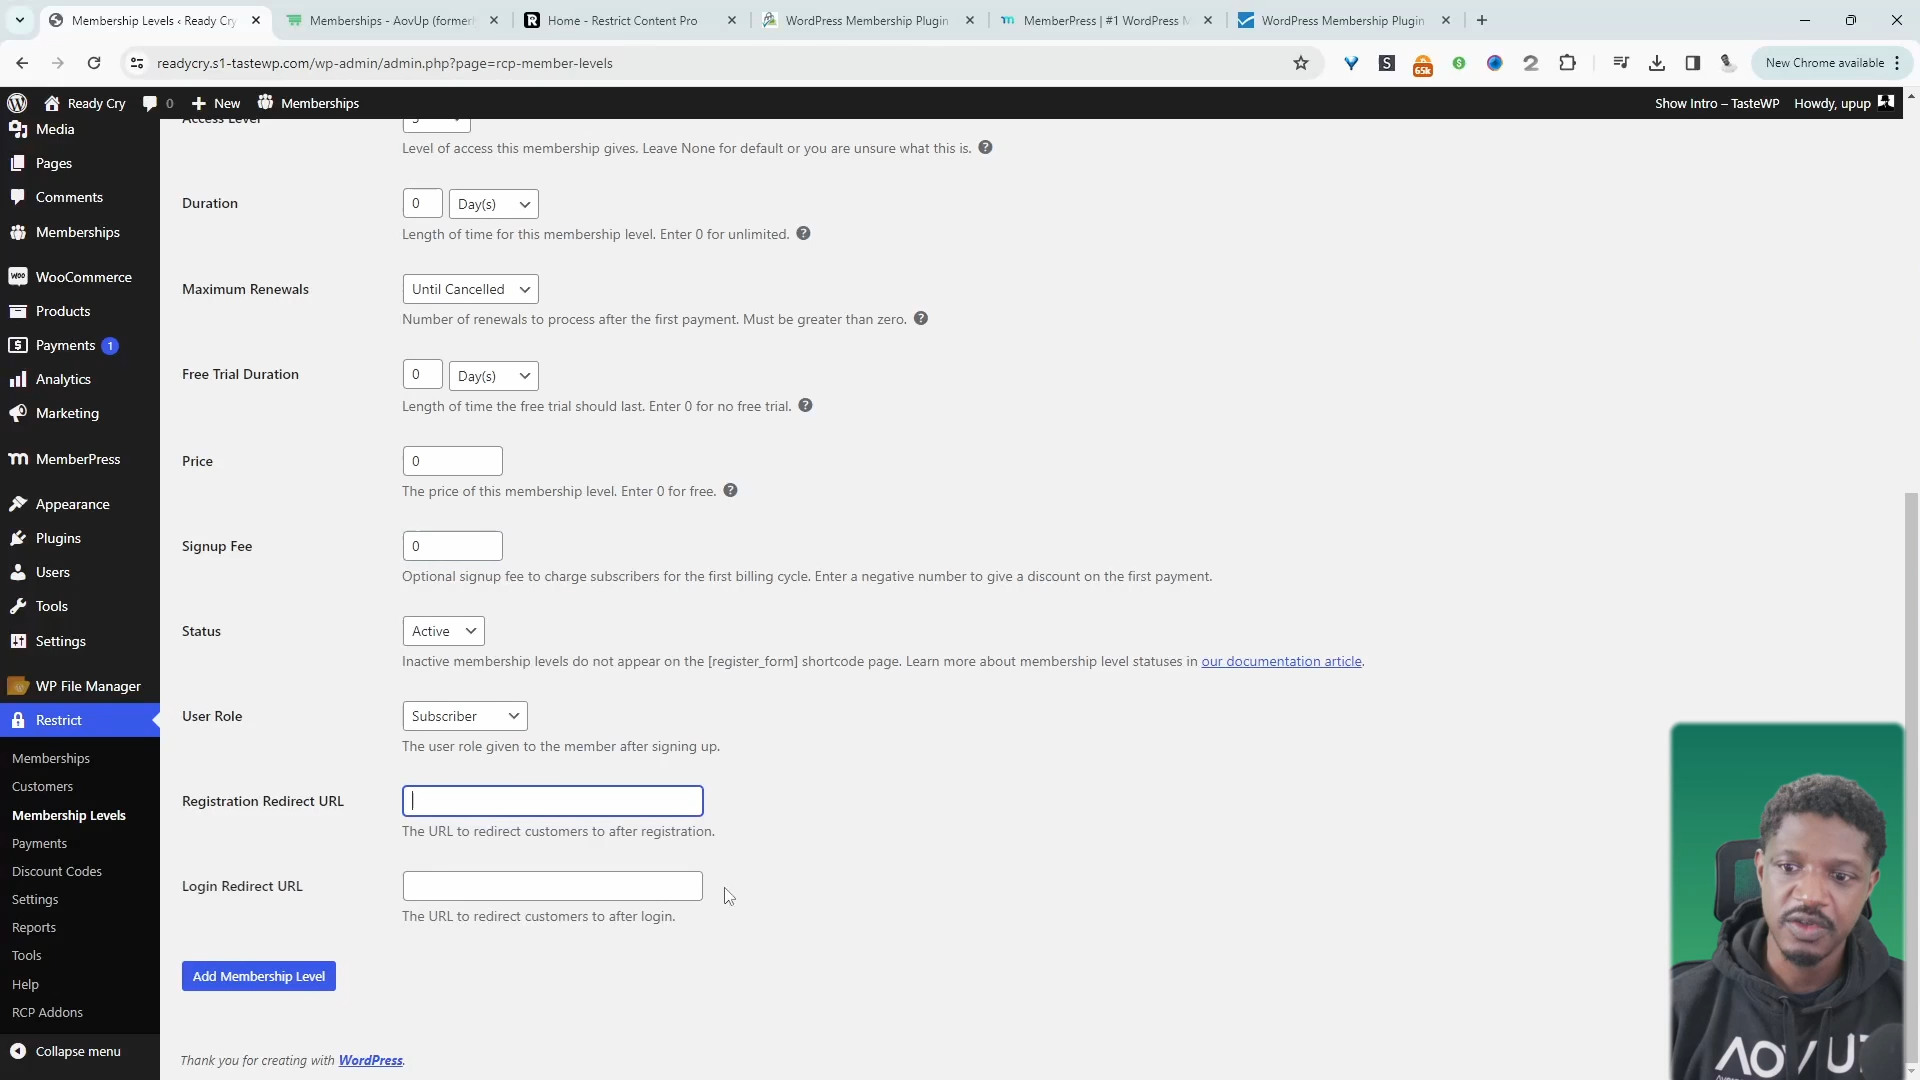 Membership Levels ‹ Ready Cry
Memberships - AovUp (former
Home - Restrict Content Pro
WordPress Membership Plugin
MemberPress | #1 WordPress M
WordPress Membership Plugin
readycry.s1-tastewp.com/wp-admin/admin.php?page=rcp-member-levels
S
65k
New Chrome available
Ready Cry
0
New
Memberships
Show Intro – TasteWP
Howdy, upup
Media
Pages
Comments
Memberships
WooCommerce
Products
Payments 1
Analytics
Marketing
MemberPress
Appearance
Plugins
Users
Tools
Settings
WP File Manager
Restrict
Memberships
Customers
Membership Levels
Payments
Discount Codes
Settings
Reports
Tools
Help
RCP Addons
Collapse menu
Access Level
Level of access this membership gives. Leave None for default or you are unsure what this is.
Duration
0 Day(s)
Length of time for this membership level. Enter 0 for unlimited.
Maximum Renewals
Until Cancelled
Number of renewals to process after the first payment. Must be greater than zero.
Free Trial Duration
0 Day(s)
Length of time the free trial should last. Enter 0 for no free trial.
Price
0
The price of this membership level. Enter 0 for free.
Signup Fee
0
Optional signup fee to charge subscribers for the first billing cycle. Enter a negative number to give a discount on the first payment.
Status
Active
Inactive membership levels do not appear on the [register_form] shortcode page. Learn more about membership level statuses in our documentation article.
User Role
Subscriber
The user role given to the member after signing up.
Registration Redirect URL
The URL to redirect customers to after registration.
Login Redirect URL
The URL to redirect customers to after login.
Add Membership Level
Thank you for creating with WordPress.